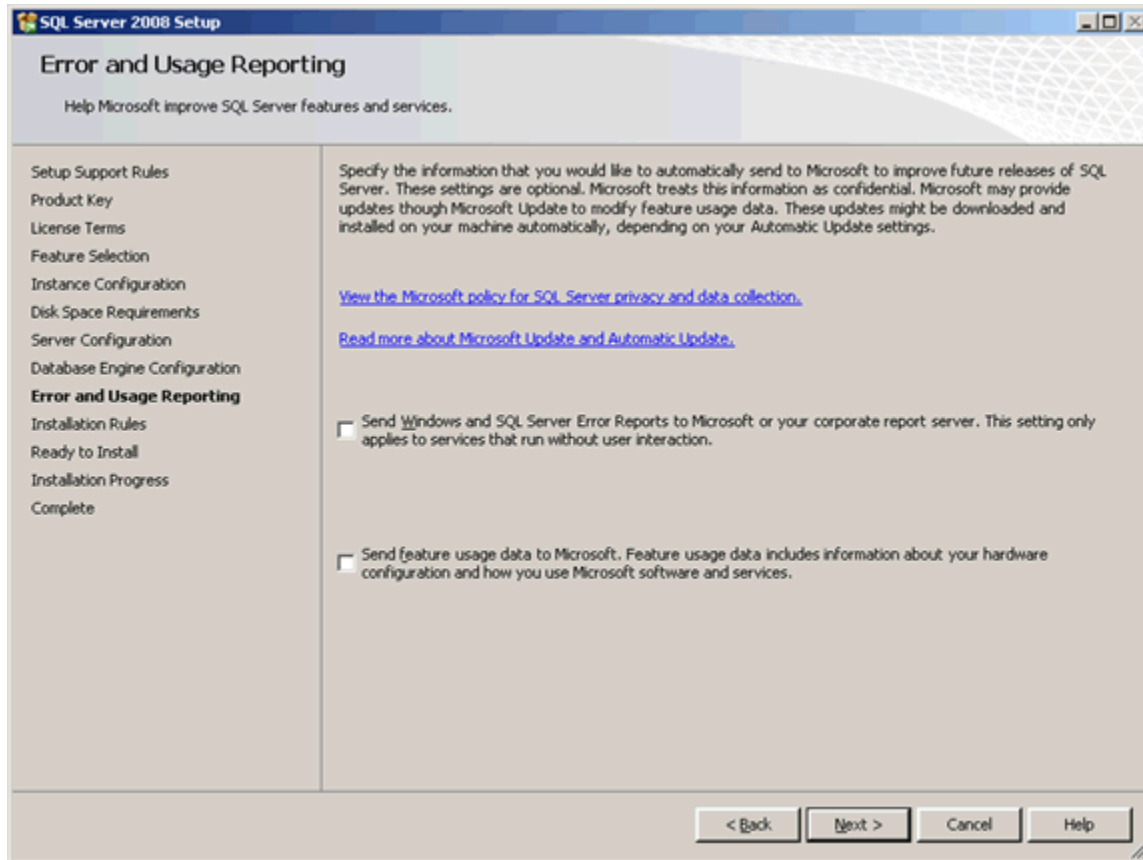 SQL Server 2008 Setup
Error and Usage Reporting
Help Microsoft improve SQL Server features and services.
Setup Support Rules
Product Key
License Terms
Feature Selection
Instance Configuration
Disk Space Requirements
Server Configuration
Database Engine Configuration
Error and Usage Reporting
Installation Rules
Ready to Install
Installation Progress
Complete
Specify the information that you would like to automatically send to Microsoft to improve future releases of SQL
Server. These settings are optional. Microsoft treats this information as confidential. Microsoft may provide
updates though Microsoft Update to modify feature usage data. These updates might be downloaded and
installed on your machine automatically, depending on your Automatic Update settings.
View the Microsoft policy for SQL Server privacy and data collection.
Read more about Microsoft Update and Automatic Update.
Send Windows and SQL Server Error Reports to Microsoft or your corporate report server. This setting only
applies to services that run without user interaction.
Send feature usage data to Microsoft. Feature usage data includes information about your hardware
configuration and how you use Microsoft software and services.
< Back
Next >
Cancel
Help